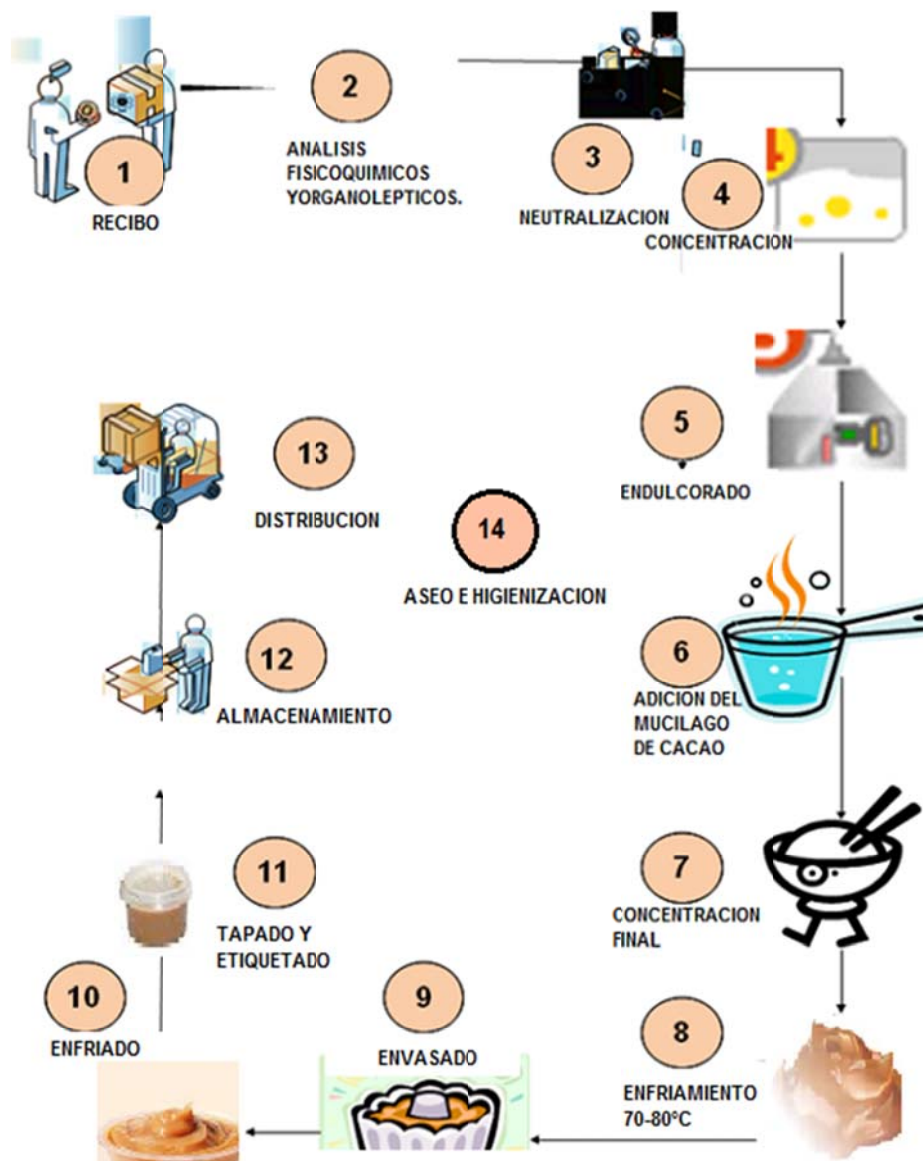 1
RECIBO
2
ANALISIS
FISICOQUIMICOS
YORGANOLEPTICOS.
3
NEUTRALIZACION
4
CONCENTRACION
5
ENDULCORADO
6
ADICION DEL
MUCILAGO
DE CACAO
7
CONCENTRACION
FINAL
8
ENFRIAMIENTO
70-80ºC
9
ENVASADO
10
ENFRIADO
11
TAPADO Y
ETIQUETADO
12
ALMACENAMIENTO
13
DISTRIBUCION
14
ASEO E HIGIENIZACION